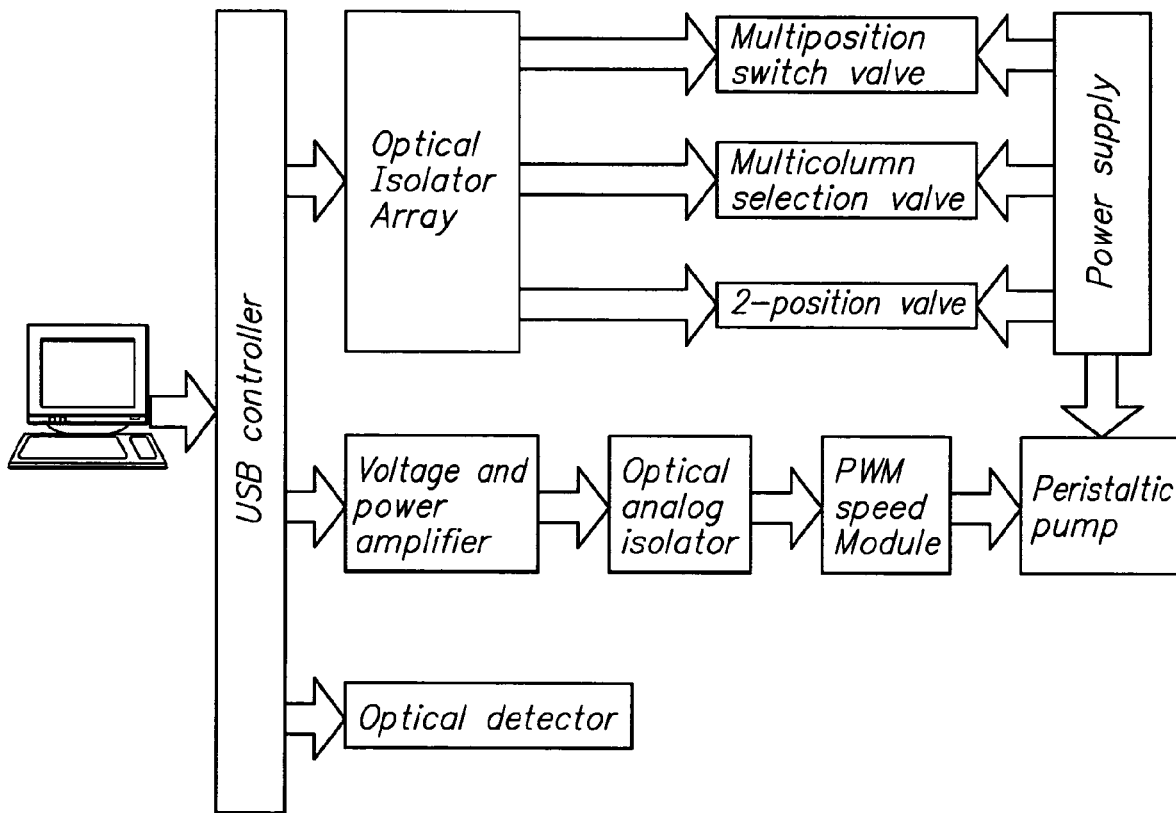 Multiposition
switch valve
Optical
Isolator
Array
Multicolumn
selection valve
2-position valve
Power supply
USB controller
Voltage and
power
amplifier
Optical
analog
isolator
PWM
speed
Module
Peristaltic
pump
Optical detector